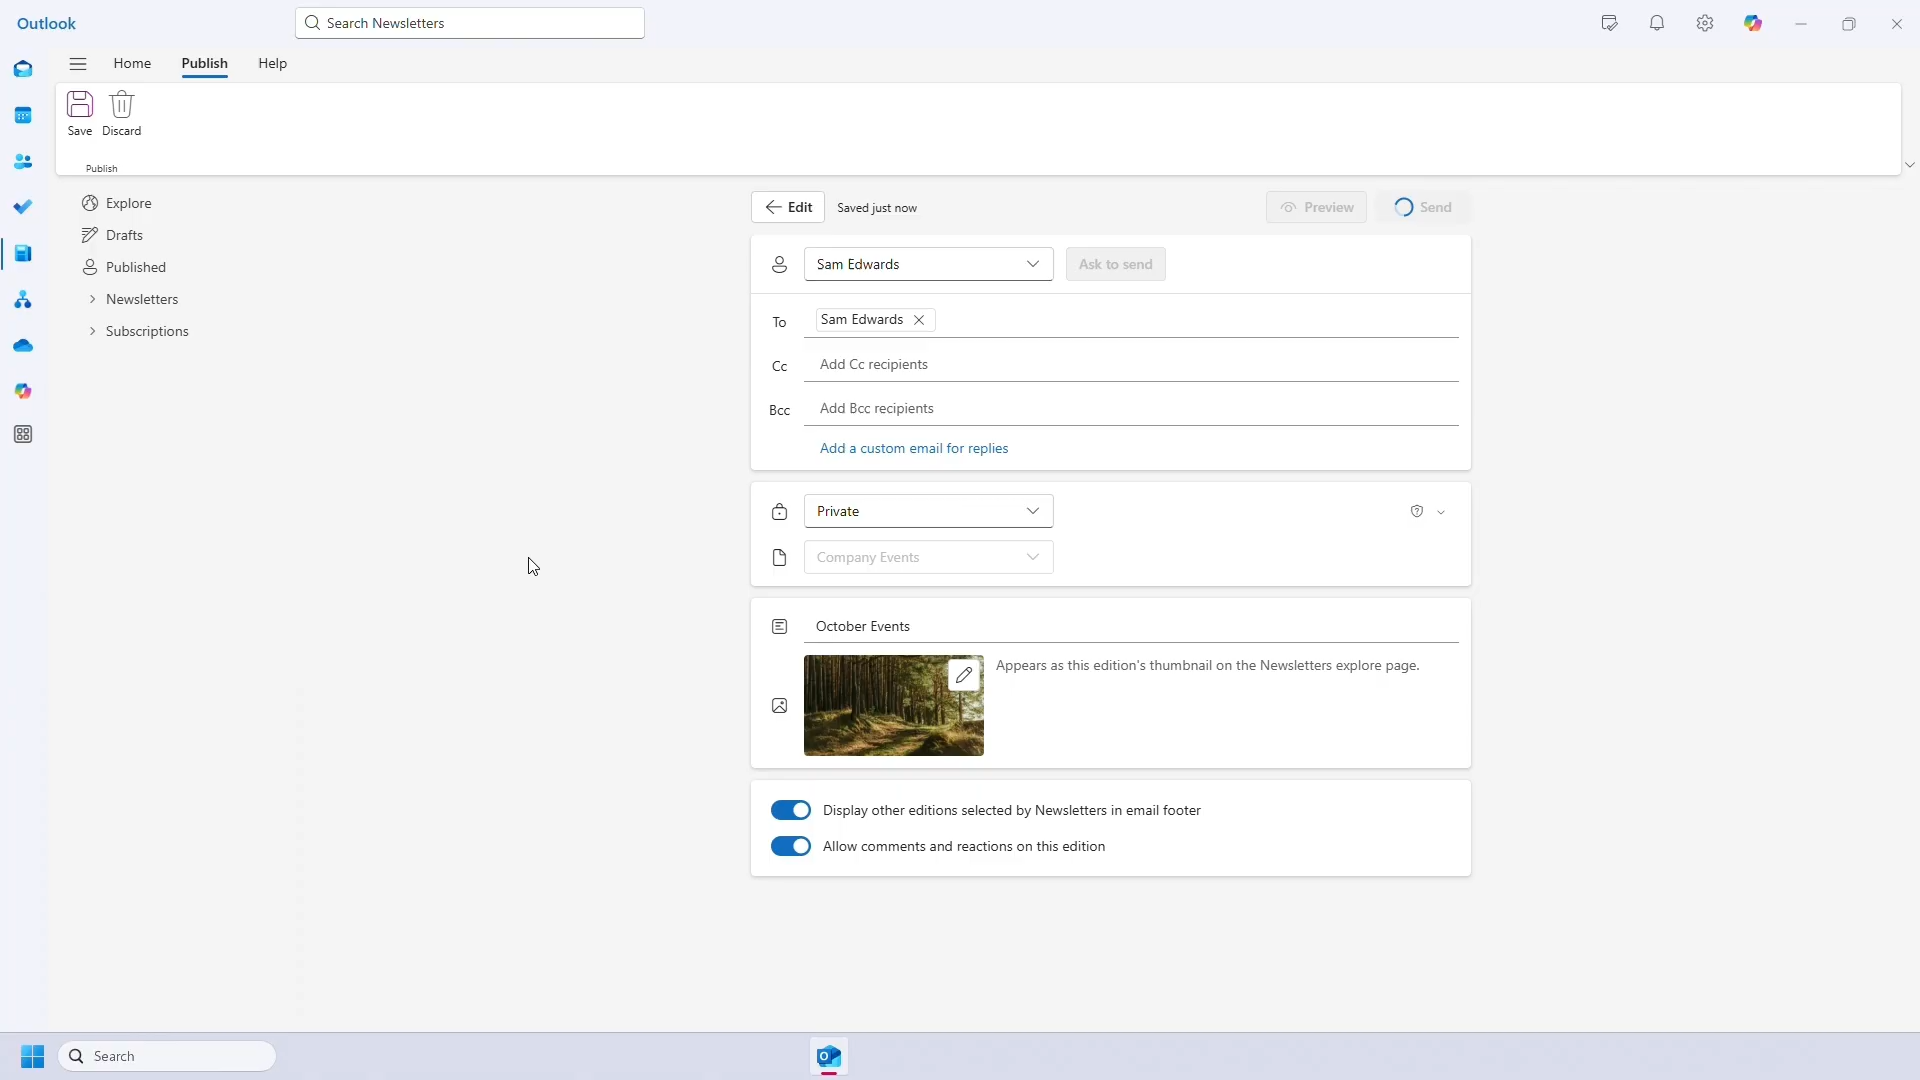 Outlook
Search Newsletters
Home Publish Help
Save Discard
Publish
Explore
Drafts
Published
Newsletters
Subscriptions
Edit Saved just now Preview Send
Sam Edwards Ask to send
To Sam Edwards
Cc Add Cc recipients
Bcc Add Bcc recipients
Add a custom email for replies
Private
Company Events
October Events
Appears as this edition's thumbnail on the Newsletters explore page.
Display other editions selected by Newsletters in email footer
Allow comments and reactions on this edition
Search